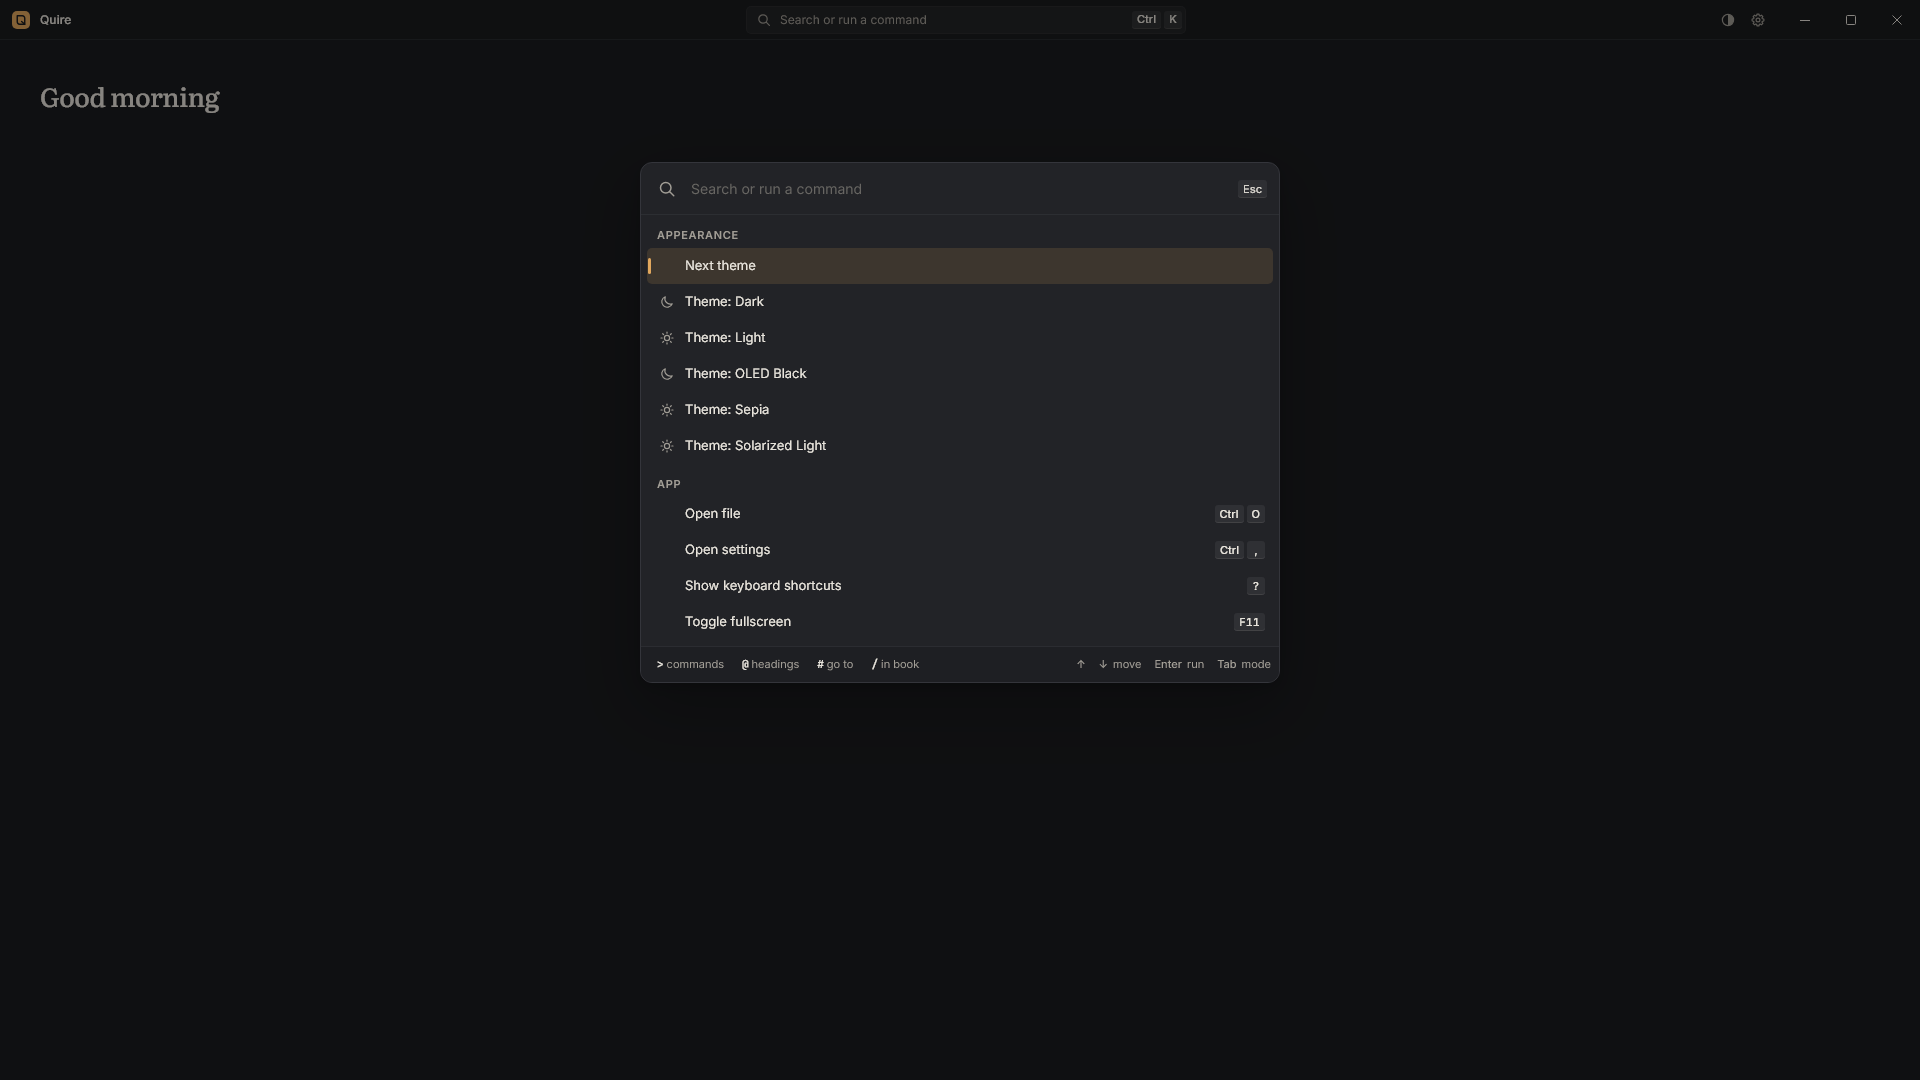 Quire
Search or run a command Ctrl K
Good morning
Search or run a command Esc
APPEARANCE
Next theme
Theme: Dark
Theme: Light
Theme: OLED Black
Theme: Sepia
Theme: Solarized Light
APP
Open file Ctrl O
Open settings Ctrl ,
Show keyboard shortcuts ?
Toggle fullscreen F11
> commands @ headings # go to / in book ↑ ↓ move Enter run Tab mode